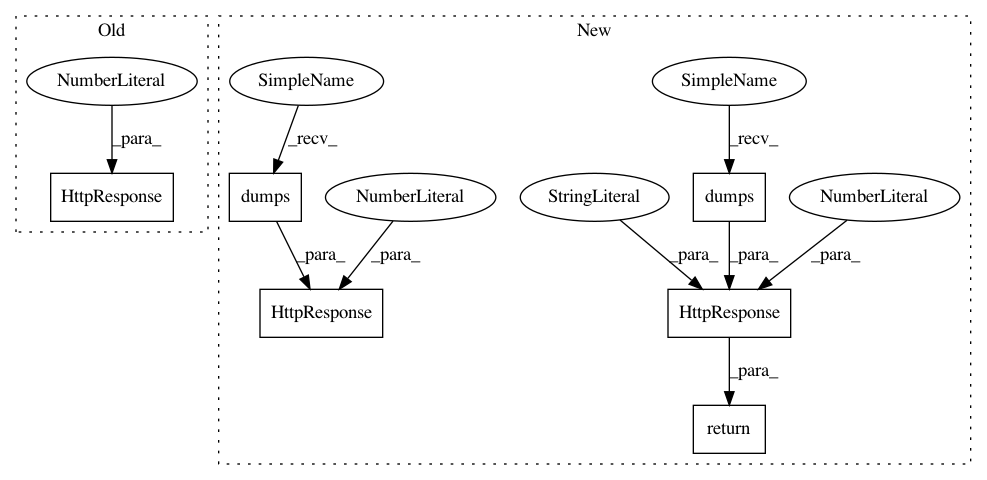 Old
New
NumberLiteral
SimpleName
SimpleName
_para_
_recv_
_recv_
HttpResponse
dumps
NumberLiteral
StringLiteral
dumps
NumberLiteral
_para_
_para_
_para_
_para_
_para_
HttpResponse
HttpResponse
_para_
return